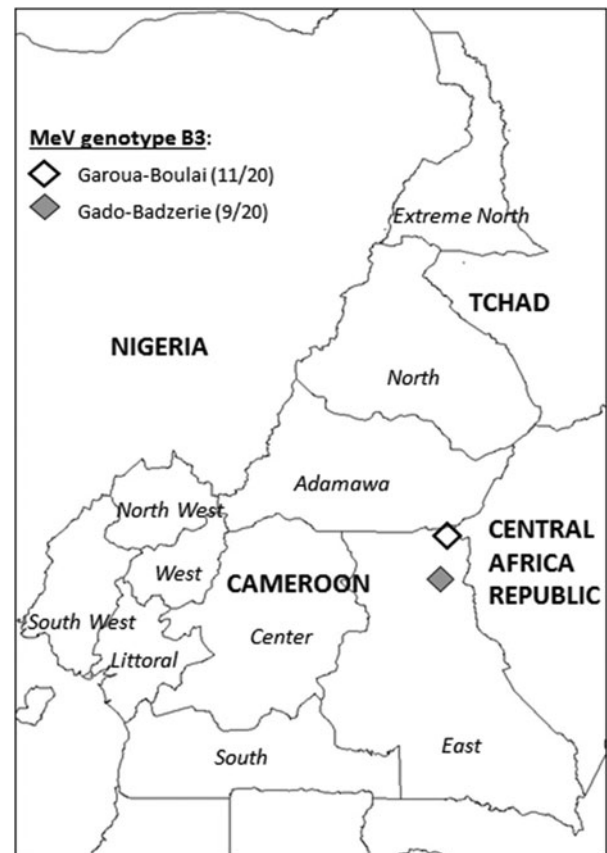 MeV genotype B3:
Garoua-Boulai (11/20)
Gado-Badzerie (9/20)
Extreme North
TCHAD
NIGERIA
North
Adamawa
North West
CENTRAL
AFRICA
REPUBLIC
West
CAMEROON
South West
Center
Littoral
South
East